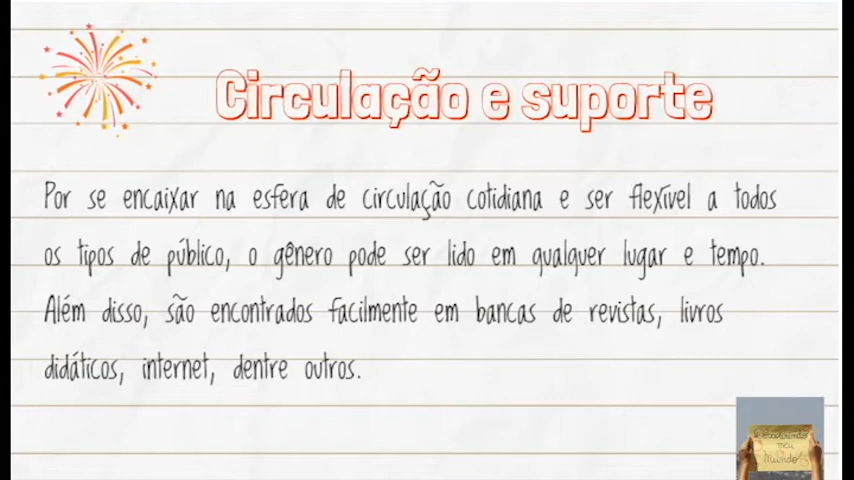 Circulação e suporte
Por se encaixar na esfera de circulação cotidiana e ser flexível a todos
os tipos de público, o gênero pode ser lido em qualquer lugar e tempo.
Além disso, são encontrados facilmente em bancas de revistas, livros
didáticos, internet, dentre outros.
meu
Mundo